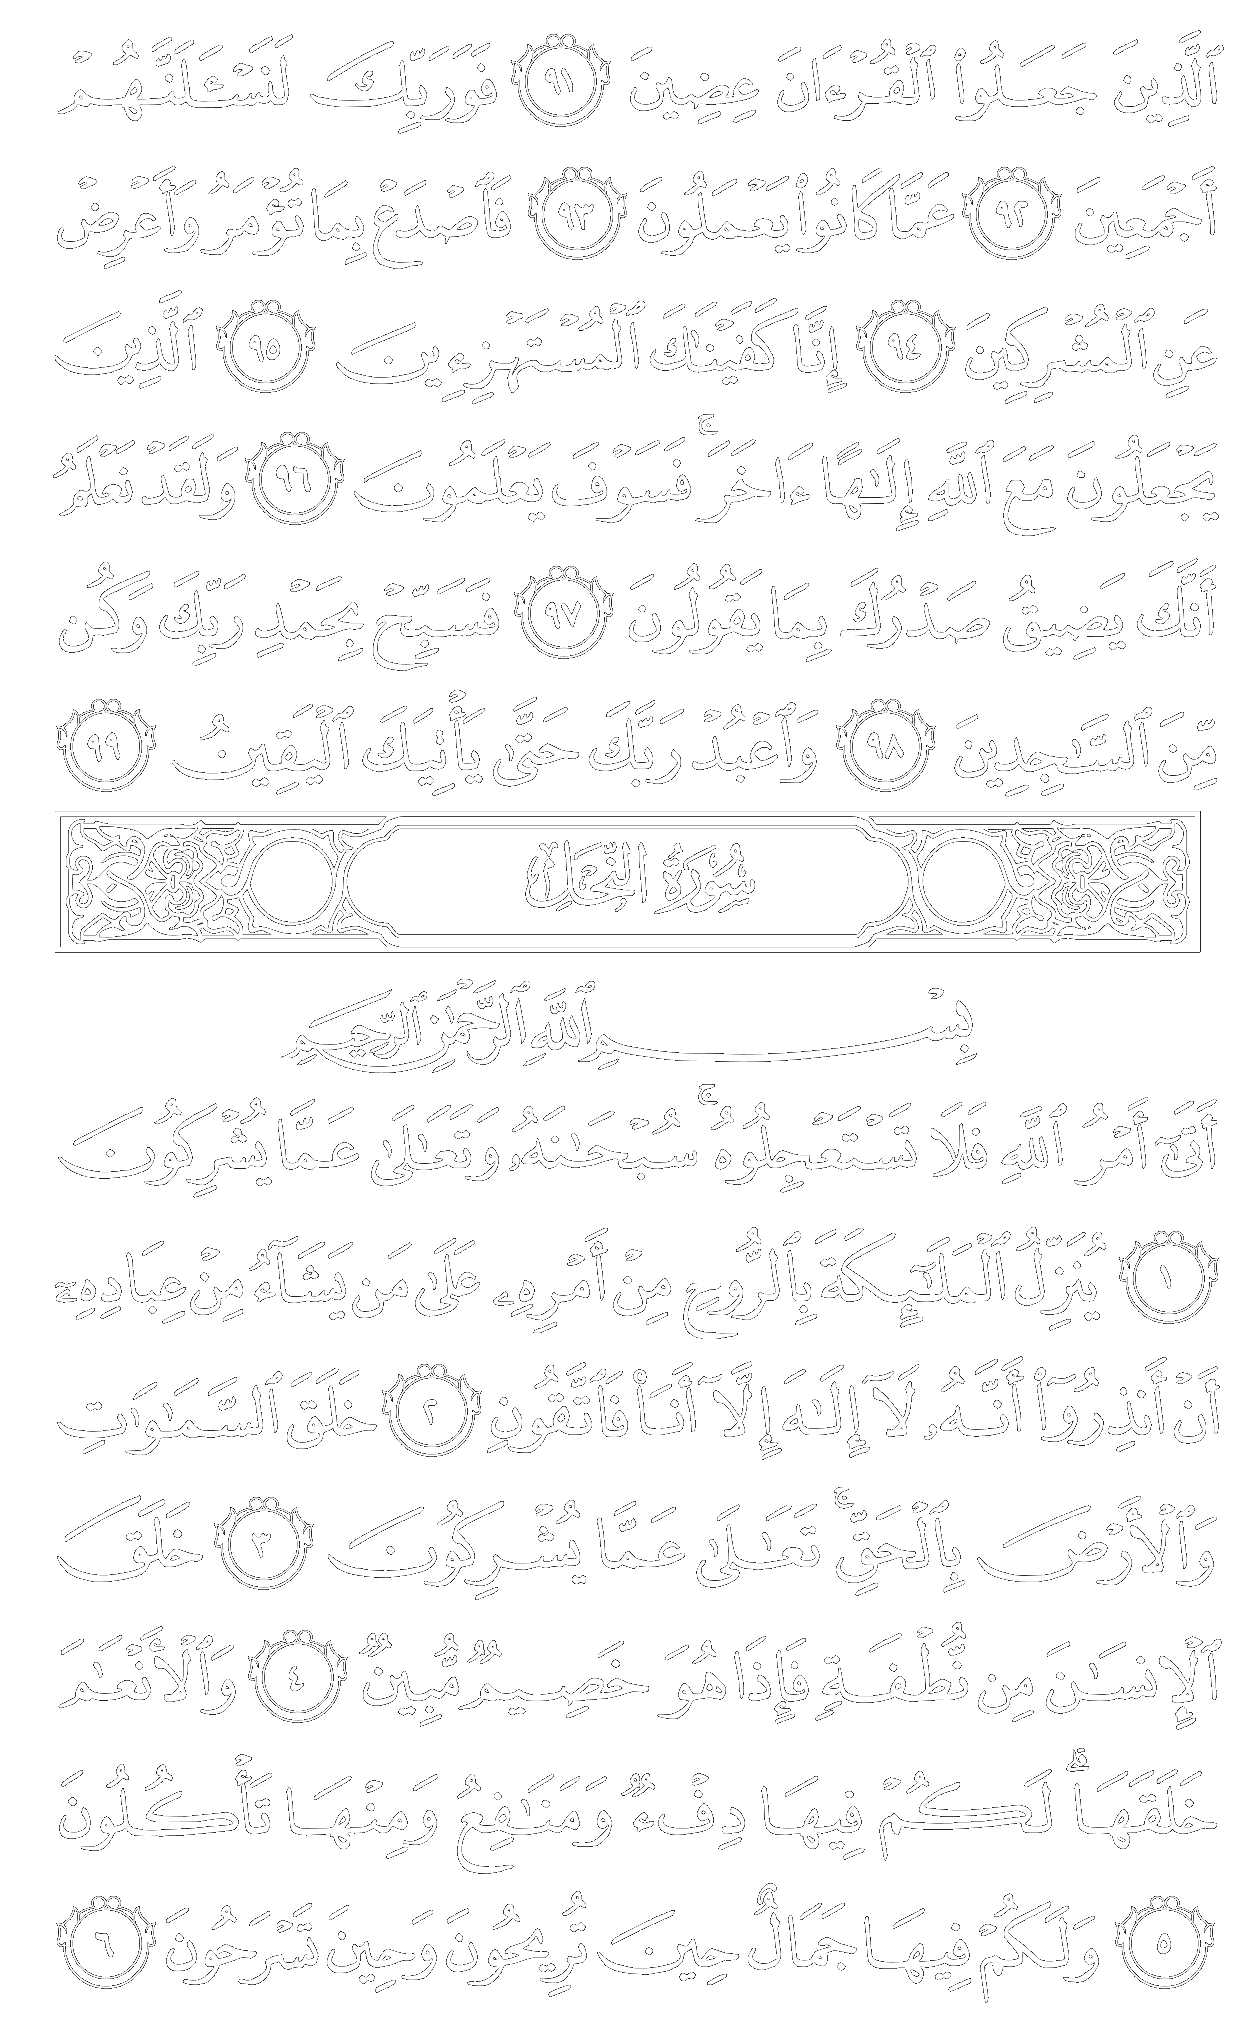 ٱلَّذِينَ جَعَلُوا۟ ٱلْقُرْءَانَ عِضِينَ ٩١ فَوَرَبِّكَ لَنَسْـَٔلَنَّهُمْ
أَجْمَعِينَ ٩٢ عَمَّا كَانُوا۟ يَعْمَلُونَ ٩٣ فَٱصْدَعْ بِمَا تُؤْمَرُ وَأَعْرِضْ
عَنِ ٱلْمُشْرِكِينَ ٩٤ إِنَّا كَفَيْنَٰكَ ٱلْمُسْتَهْزِءِينَ ٩٥ ٱلَّذِينَ
يَجْعَلُونَ مَعَ ٱللَّهِ إِلَٰهًا ءَاخَرَ ۚ فَسَوْفَ يَعْلَمُونَ ٩٦ وَلَقَدْ نَعْلَمُ
أَنَّكَ يَضِيقُ صَدْرُكَ بِمَا يَقُولُونَ ٩٧ فَسَبِّحْ بِحَمْدِ رَبِّكَ وَكُن
مِّنَ ٱلسَّٰجِدِينَ ٩٨ وَٱعْبُدْ رَبَّكَ حَتَّىٰ يَأْتِيَكَ ٱلْيَقِينُ ٩٩
سُورَةُ النَّحْلِ
بِسْمِ ٱللَّهِ ٱلرَّحْمَٰنِ ٱلرَّحِيمِ
أَتَىٰٓ أَمْرُ ٱللَّهِ فَلَا تَسْتَعْجِلُوهُ ۚ سُبْحَٰنَهُۥ وَتَعَٰلَىٰ عَمَّا يُشْرِكُونَ
١ يُنَزِّلُ ٱلْمَلَٰٓئِكَةَ بِٱلرُّوحِ مِنْ أَمْرِهِۦ عَلَىٰ مَن يَشَآءُ مِنْ عِبَادِهِۦٓ
أَنْ أَنذِرُوٓا۟ أَنَّهُۥ لَآ إِلَٰهَ إِلَّآ أَنَا۠ فَٱتَّقُونِ ٢ خَلَقَ ٱلسَّمَٰوَٰتِ
وَٱلْأَرْضَ بِٱلْحَقِّ ۚ تَعَٰلَىٰ عَمَّا يُشْرِكُونَ ٣ خَلَقَ
ٱلْإِنسَٰنَ مِن نُّطْفَةٍ فَإِذَا هُوَ خَصِيمٌ مُّبِينٌ ٤ وَٱلْأَنْعَٰمَ
خَلَقَهَا ۗ لَكُمْ فِيهَا دِفْءٌ وَمَنَٰفِعُ وَمِنْهَا تَأْكُلُونَ
٥ وَلَكُمْ فِيهَا جَمَالٌ حِينَ تُرِيحُونَ وَحِينَ تَسْرَحُونَ ٦